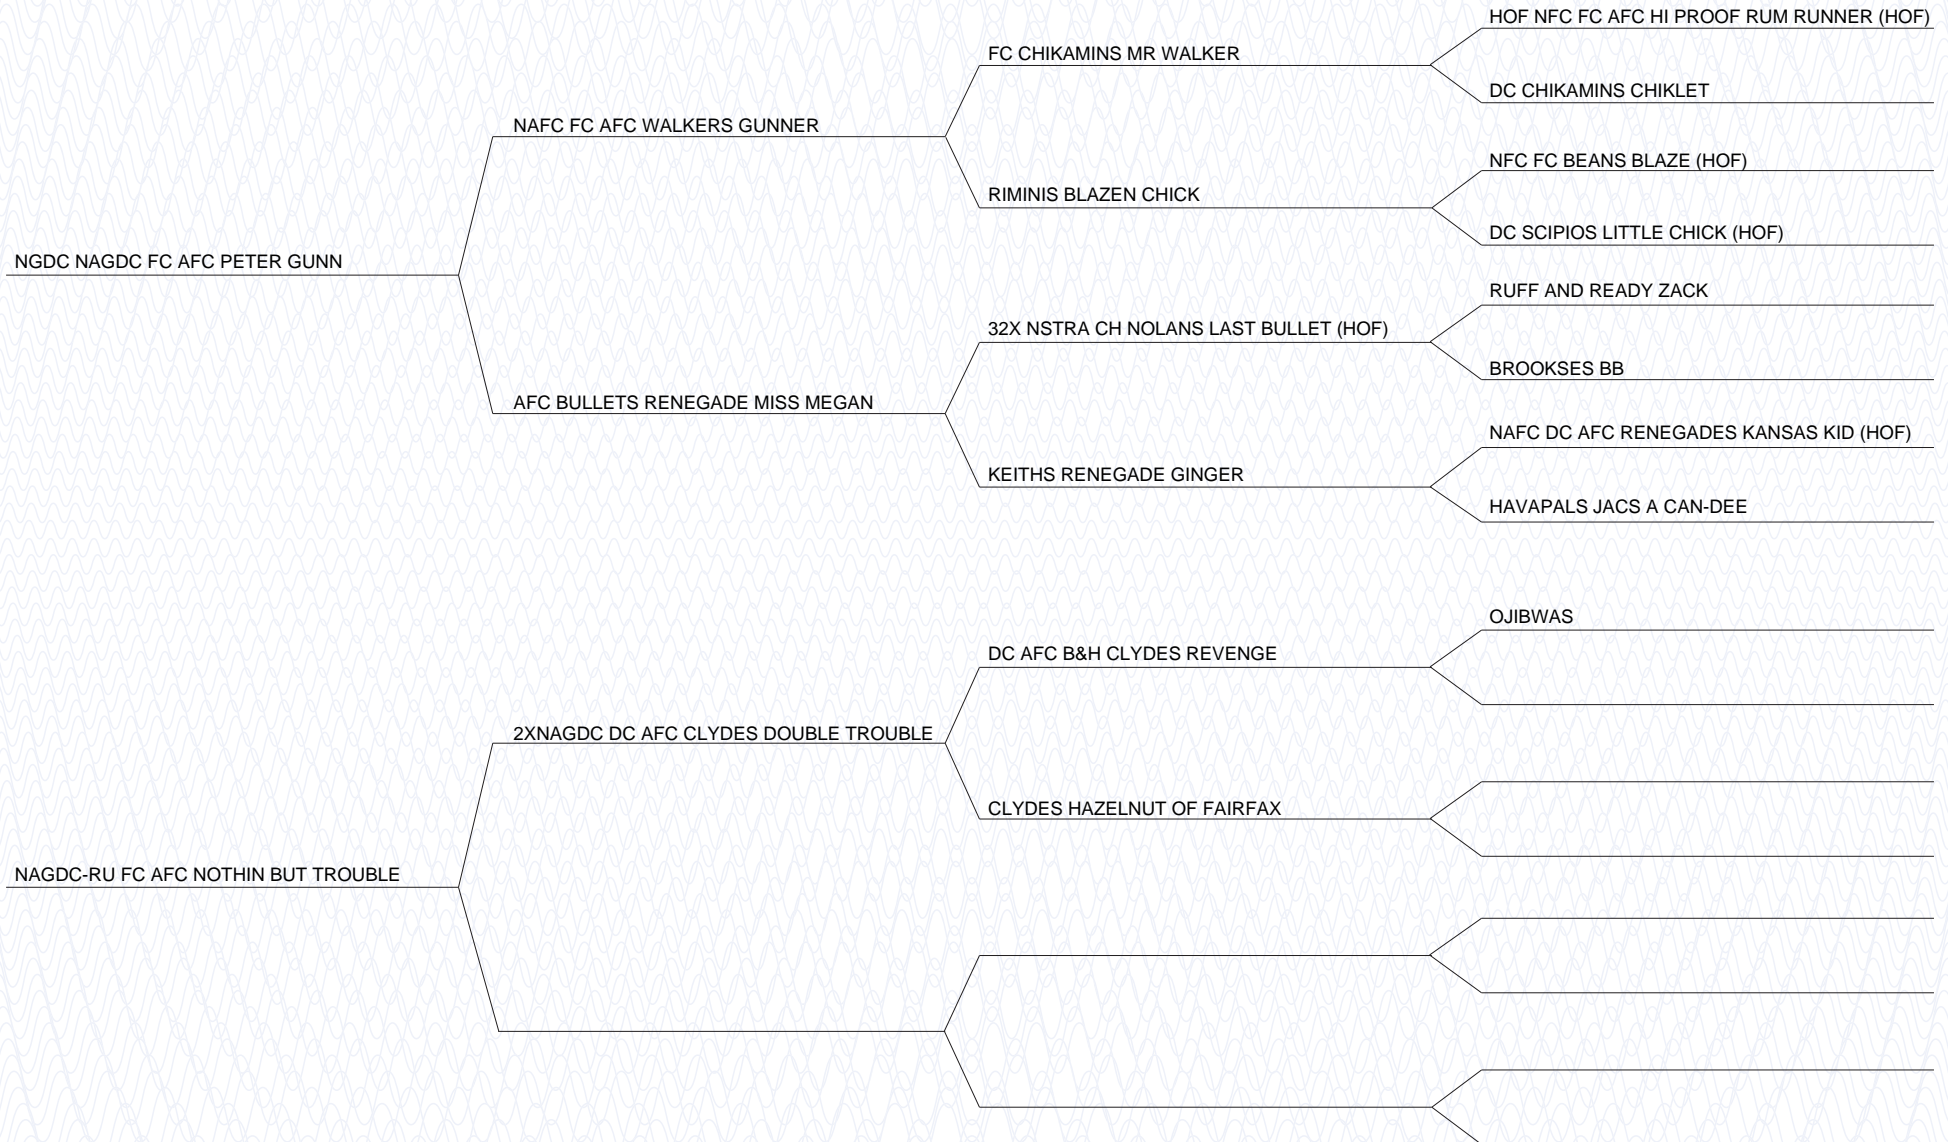 HOF NFC FC AFC HI PROOF RUM RUNNER (HOF)
FC CHIKAMINS MR WALKER
DC CHIKAMINS CHIKLET
NAFC FC AFC WALKERS GUNNER
NFC FC BEANS BLAZE (HOF)
RIMINIS BLAZEN CHICK
DC SCIPIOS LITTLE CHICK (HOF)
NGDC NAGDC FC AFC PETER GUNN
RUFF AND READY ZACK
32X NSTRA CH NOLANS LAST BULLET (HOF)
BROOKSES BB
AFC BULLETS RENEGADE MISS MEGAN
NAFC DC AFC RENEGADES KANSAS KID (HOF)
KEITHS RENEGADE GINGER
HAVAPALS JACS A CAN-DEE
OJIBWAS
DC AFC B&H CLYDES REVENGE
2XNAGDC DC AFC CLYDES DOUBLE TROUBLE
CLYDES HAZELNUT OF FAIRFAX
NAGDC-RU FC AFC NOTHIN BUT TROUBLE